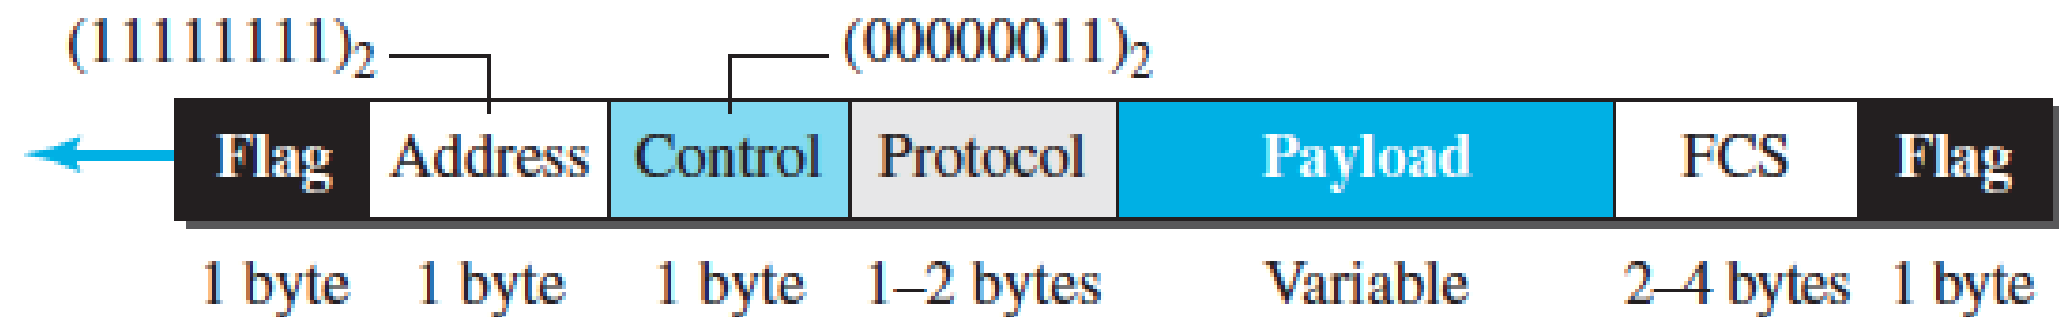 (11111111)₂ (00000011)₂
Flag Address Control Protocol Payload FCS Flag
1 byte 1 byte 1 byte 1–2 bytes Variable 2–4 bytes 1 byte